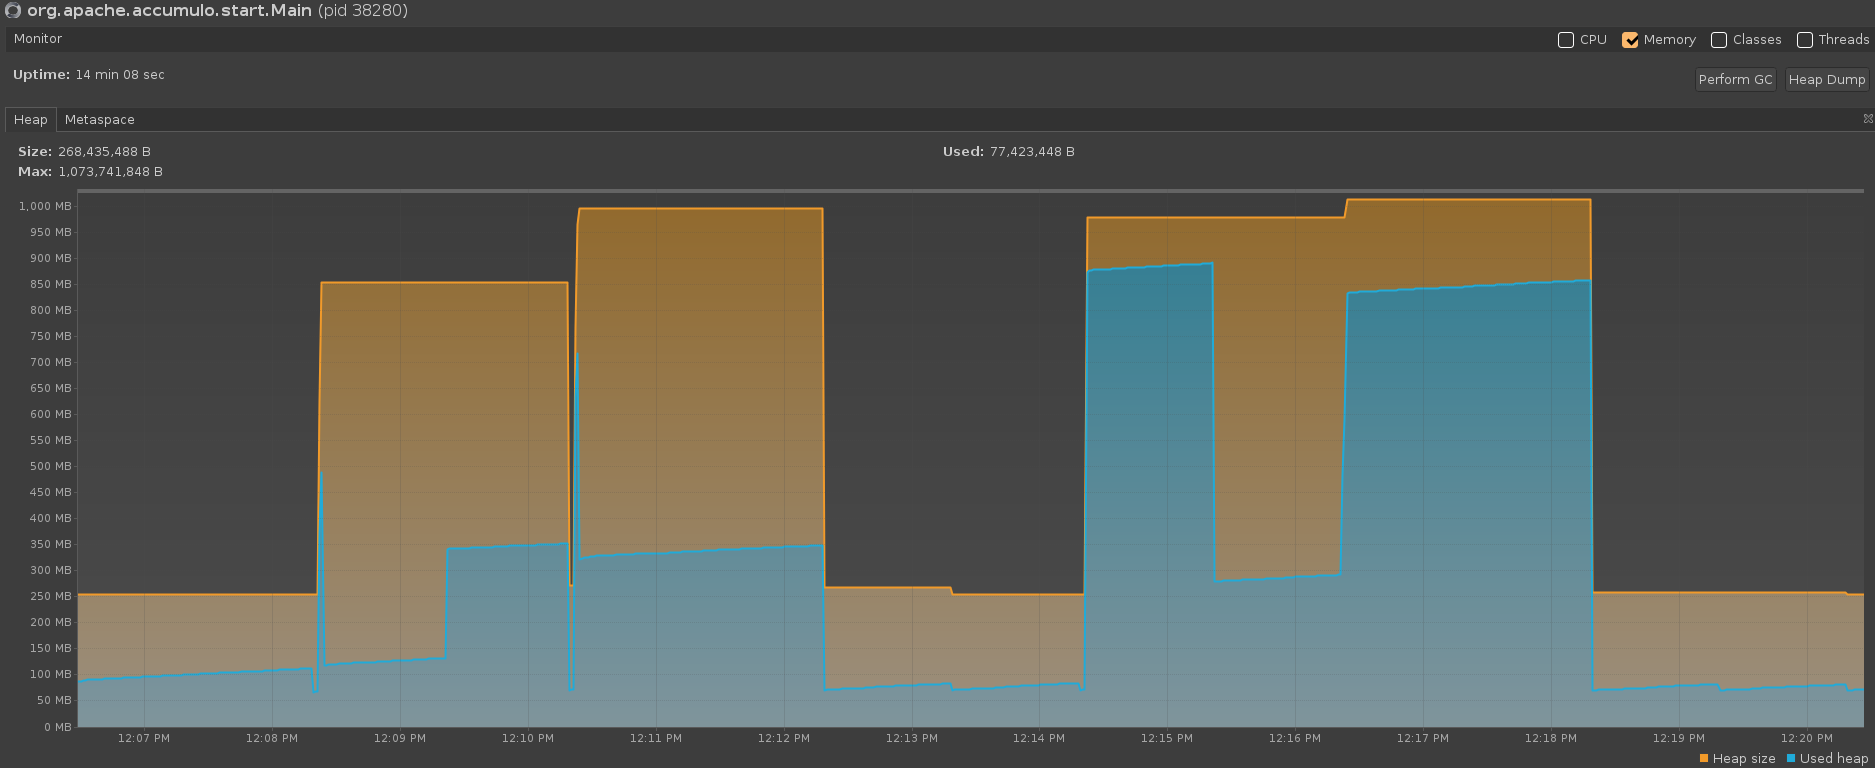 org.apache.accumulo.start.Main (pid 38280)
Monitor
CPU Memory Classes Threads
Uptime: 14 min 08 sec
Perform GC Heap Dump
Heap Metaspace
Size: 268,435,488 B
Used: 77,423,448 B
Max: 1,073,741,848 B
1,000 MB
950 MB
900 MB
850 MB
800 MB
750 MB
700 MB
650 MB
600 MB
550 MB
500 MB
450 MB
400 MB
350 MB
300 MB
250 MB
200 MB
150 MB
100 MB
50 MB
0 MB
12:07 PM 12:08 PM 12:09 PM 12:10 PM 12:11 PM 12:12 PM 12:13 PM 12:14 PM 12:15 PM 12:16 PM 12:17 PM 12:18 PM 12:19 PM 12:20 PM
Heap size Used heap